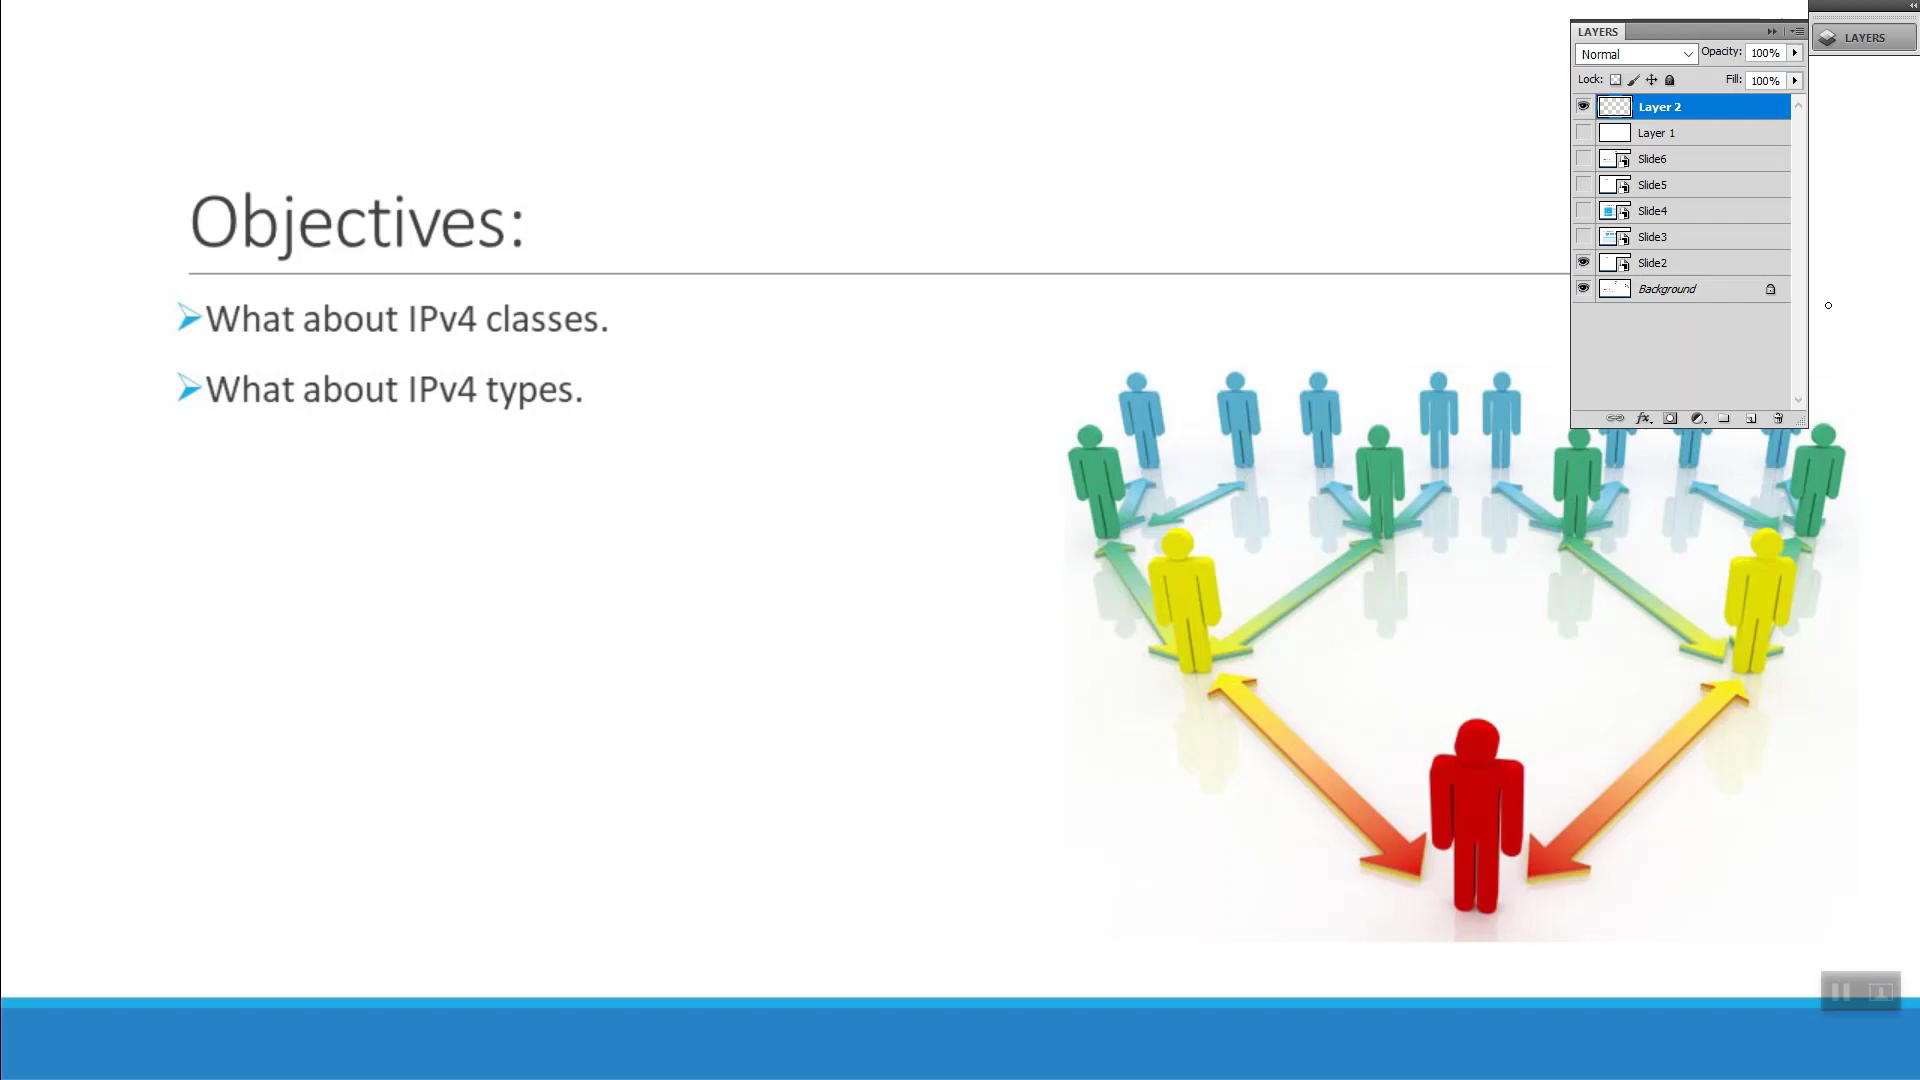 Objectives:
➢What about IPv4 classes.
➢What about IPv4 types.
LAYERS
Normal
Opacity: 100%
Lock:
Fill: 100%
Layer 2
Layer 1
Slide6
Slide5
Slide4
Slide3
Slide2
Background
fx
LAYERS